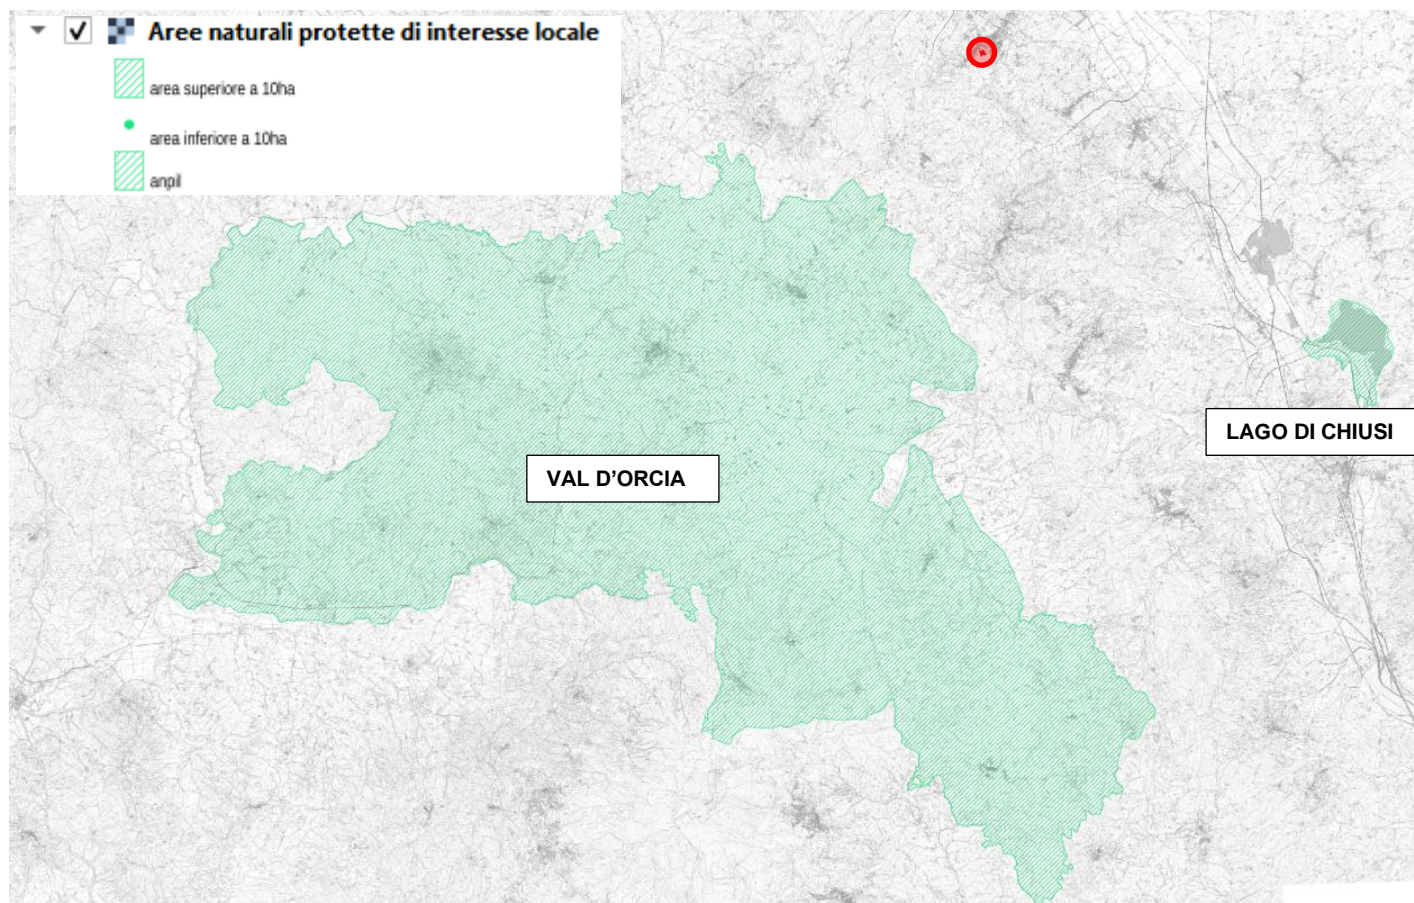 Aree naturali protette di interesse locale
area superiore a 10ha
area inferiore a 10ha
anpil
LAGO DI CHIUSI
VAL D'ORCIA